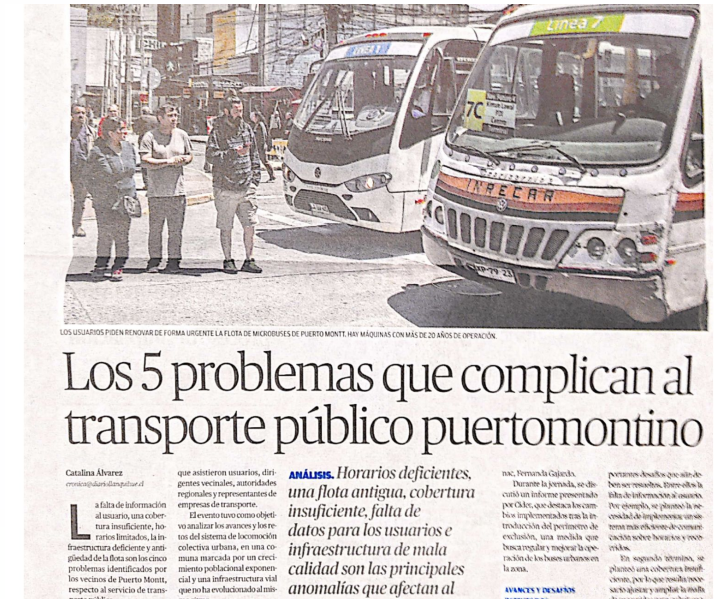 Línea 1
Línea 7
7C
Centro
INRECAR
XP·79 23
LOS USUARIOS PIDEN RENOVAR DE FORMA URGENTE LA FLOTA DE MICROBUSES DE PUERTO MONTT. HAY MÁQUINAS CON MÁS DE 20 AÑOS DE OPERACIÓN.
Los 5 problemas que complican al
transporte público puertomontino
Catalina Álvarez
cronica@diariollanquihue.cl
La falta de información
al usuario, una cober-
tura insuficiente, ho-
rarios limitados, la in-
fraestructura deficiente y anti-
güedad de la flota son los cinco
problemas identificados por
los vecinos de Puerto Montt,
respecto al servicio de trans-
que asistieron usuarios, diri-
gentes vecinales, autoridades
regionales y representantes de
empresas de transporte.
El evento tuvo como objeti-
vo analizar los avances y los re-
tos del sistema de locomoción
colectiva urbana, en una co-
muna marcada por un creci-
miento poblacional exponen-
cial y una infraestructura vial
que no ha evolucionado al mis-
ANÁLISIS. Horarios deficientes,
una flota antigua, cobertura
insuficiente, falta de
datos para los usuarios e
infraestructura de mala
calidad son las principales
anomalías que afectan al
nac, Fernanda Gajardo.
Durante la jornada, se dis-
cutió un informe presentado
por Cider, que destaca los cam-
bios implementados tras la in-
troducción del perímetro de
exclusión, una medida que
busca regular y mejorar la ope-
ración de los buses urbanos en
la zona.
AVANCES Y DESAFÍOS
portantes desafíos que aún de-
ben ser resueltos. Entre ellos la
falta de información al usuario.
Por ejemplo, se planteó la ne-
cesidad de implementar un sis-
tema más eficiente de comuni-
cación sobre horarios y reco-
rridos.
En segundo término, se
planteó una cobertura insufi-
ciente, por lo que resulta nece-
sario ajustar y ampliar la malla